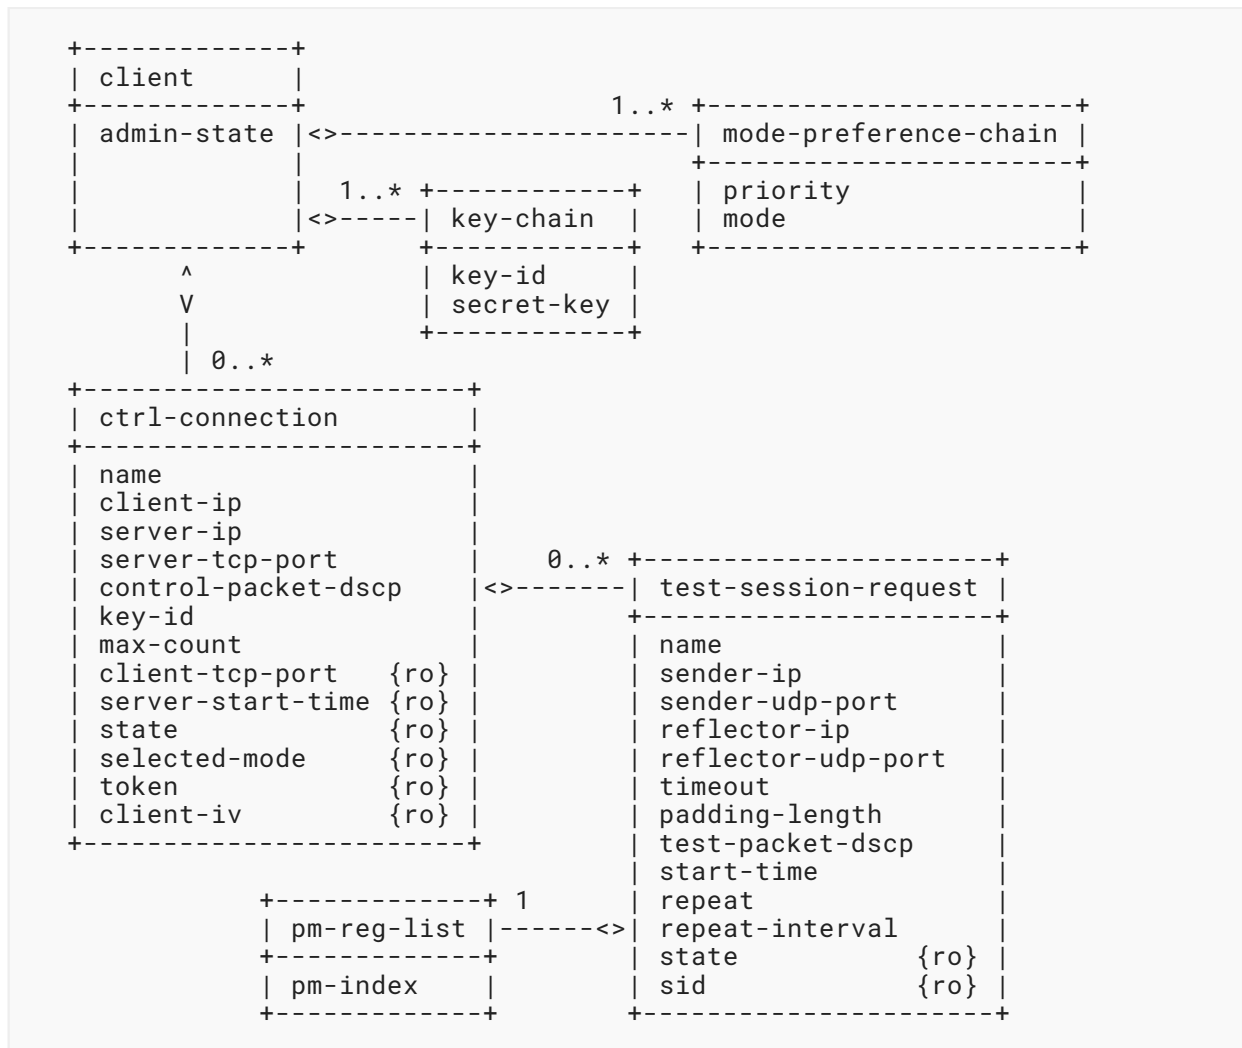 +-------------+
| client      |
+-------------+                   1..* +-----------------------+
| admin-state |<>----------------------| mode-preference-chain |
|             |                        +-----------------------+
|             |  1..* +------------+   | priority              |
|             |<>-----| key-chain  |   | mode                  |
+-------------+       +------------+   +-----------------------+
       ^              | key-id     |
       V              | secret-key |
       |              +------------+
       | 0..*
+------------------------+
| ctrl-connection        |
+------------------------+
| name                   |
| client-ip              |
| server-ip              |
| server-tcp-port        |    0..* +----------------------+
| control-packet-dscp    |<>-------| test-session-request |
| key-id                 |         +----------------------+
| max-count              |         | name                 |
| client-tcp-port   {ro} |         | sender-ip            |
| server-start-time {ro} |         | sender-udp-port      |
| state             {ro} |         | reflector-ip         |
| selected-mode     {ro} |         | reflector-udp-port   |
| token             {ro} |         | timeout              |
| client-iv         {ro} |         | padding-length       |
+------------------------+         | test-packet-dscp     |
                                   | start-time           |
            +-------------+ 1      | repeat               |
            | pm-reg-list |------<>| repeat-interval      |
            +-------------+        | state           {ro} |
            | pm-index    |        | sid             {ro} |
            +-------------+        +----------------------+